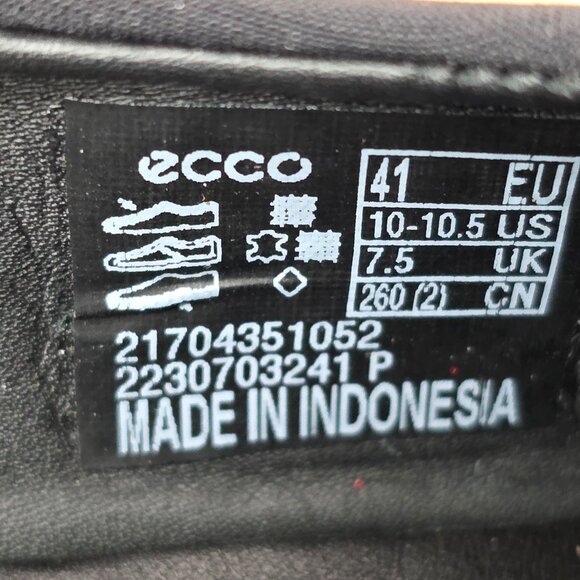 ecco
41 EU
10-10.5 US
7.5 UK
260 (2) CN
21704351052
2230703241 P
MADE IN INDONESIA